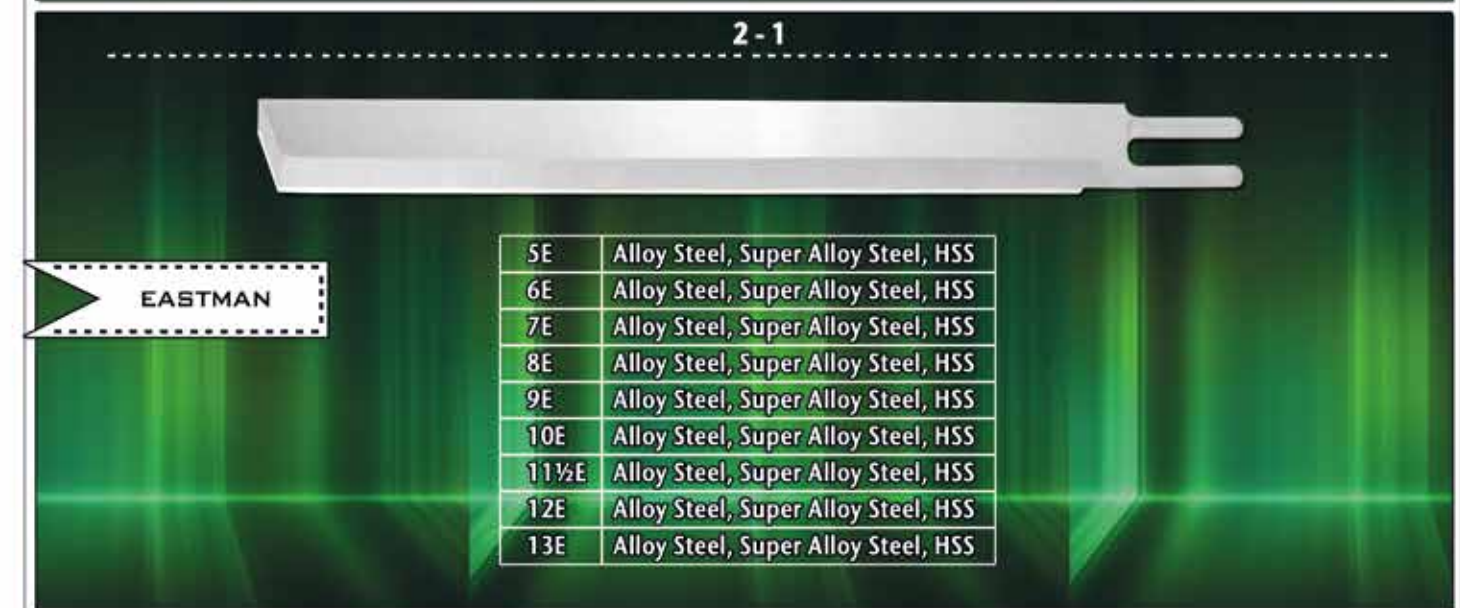 2 - 1
EASTMAN
5E Alloy Steel, Super Alloy Steel, HSS
6E Alloy Steel, Super Alloy Steel, HSS
7E Alloy Steel, Super Alloy Steel, HSS
8E Alloy Steel, Super Alloy Steel, HSS
9E Alloy Steel, Super Alloy Steel, HSS
10E Alloy Steel, Super Alloy Steel, HSS
11½E Alloy Steel, Super Alloy Steel, HSS
12E Alloy Steel, Super Alloy Steel, HSS
13E Alloy Steel, Super Alloy Steel, HSS